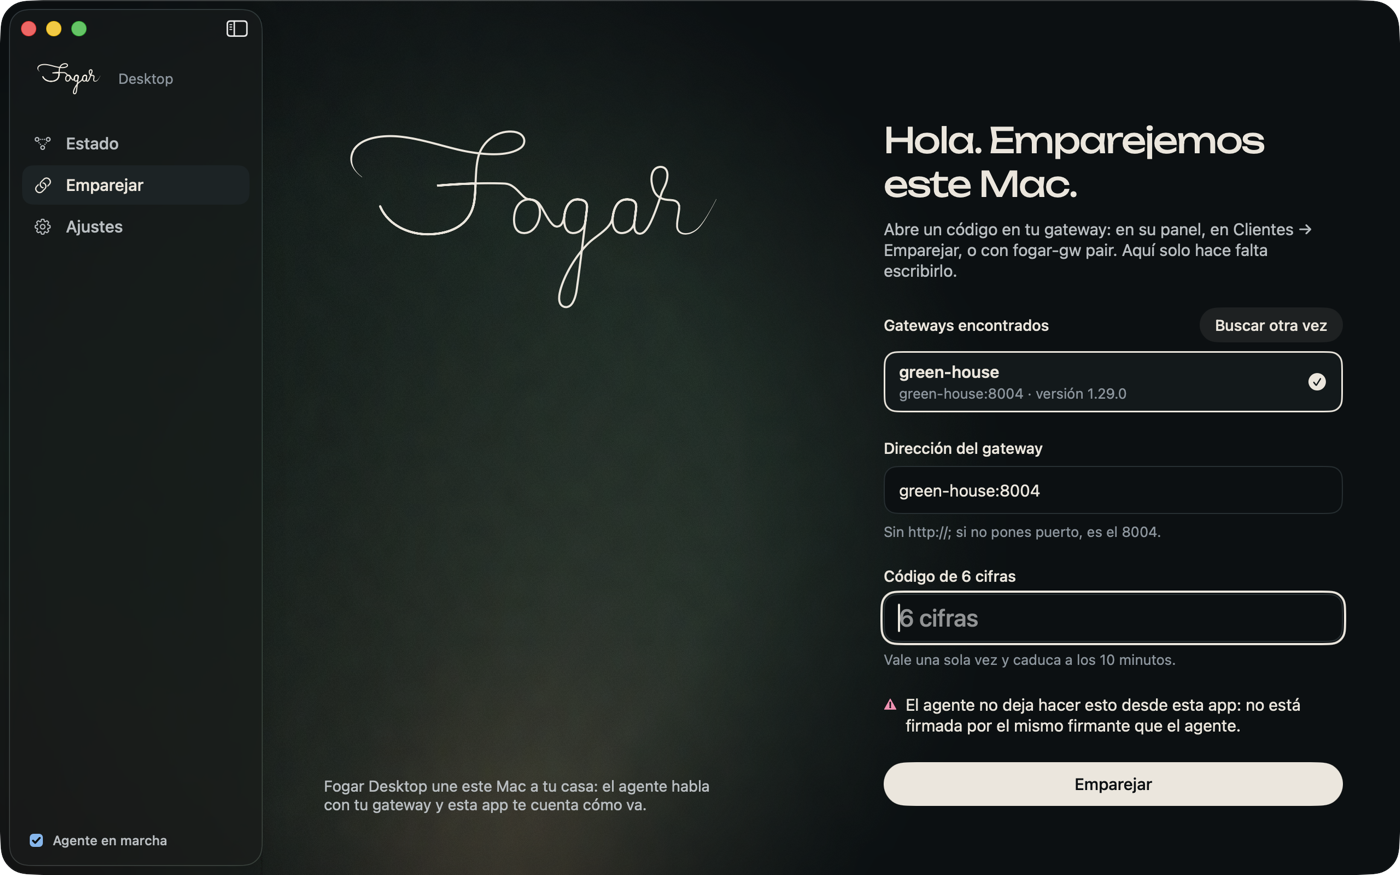 Fogar Desktop
Estado
Emparejar
Ajustes
Agente en marcha
Fogar
Fogar Desktop une este Mac a tu casa: el agente habla
con tu gateway y esta app te cuenta cómo va.
Hola. Emparejemos
este Mac.
Abre un código en tu gateway: en su panel, en Clientes →
Emparejar, o con fogar-gw pair. Aquí solo hace falta
escribirlo.
Gateways encontrados
Buscar otra vez
green-house
green-house:8004 · versión 1.29.0
Dirección del gateway
green-house:8004
Sin http://; si no pones puerto, es el 8004.
Código de 6 cifras
6 cifras
Vale una sola vez y caduca a los 10 minutos.
El agente no deja hacer esto desde esta app: no está
firmada por el mismo firmante que el agente.
Emparejar